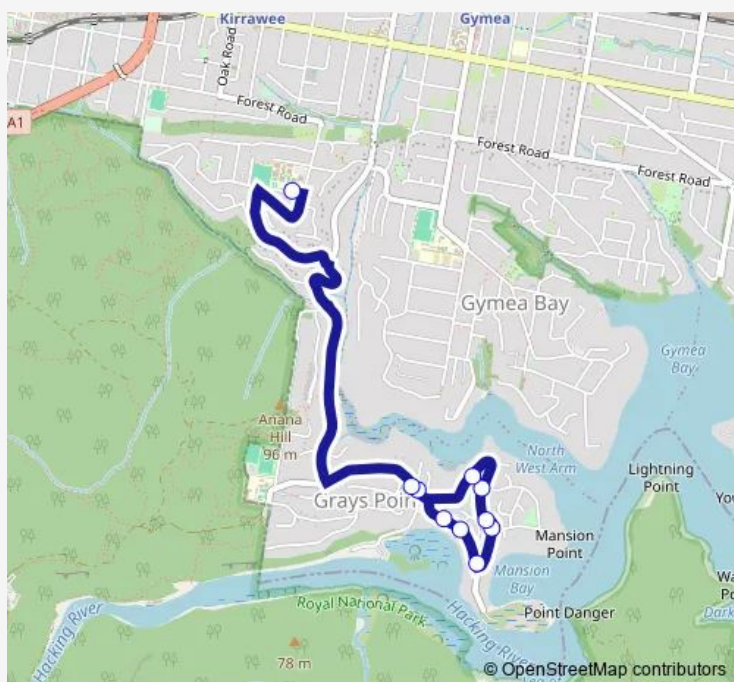 Kirrawee
Gymea
Oak Road
Forest Road
A1
Forest Road
Forest Road
Gymea Bay
Gymea
Bay
Anana
Hill
96 m
North
West Arm
Lightning
Point
Grays Poin
Mansion
Point
Mansion
Bay
Point Danger
Hacking River
Royal National Park
Hacking River
78 m
© OpenStreetMap contributors